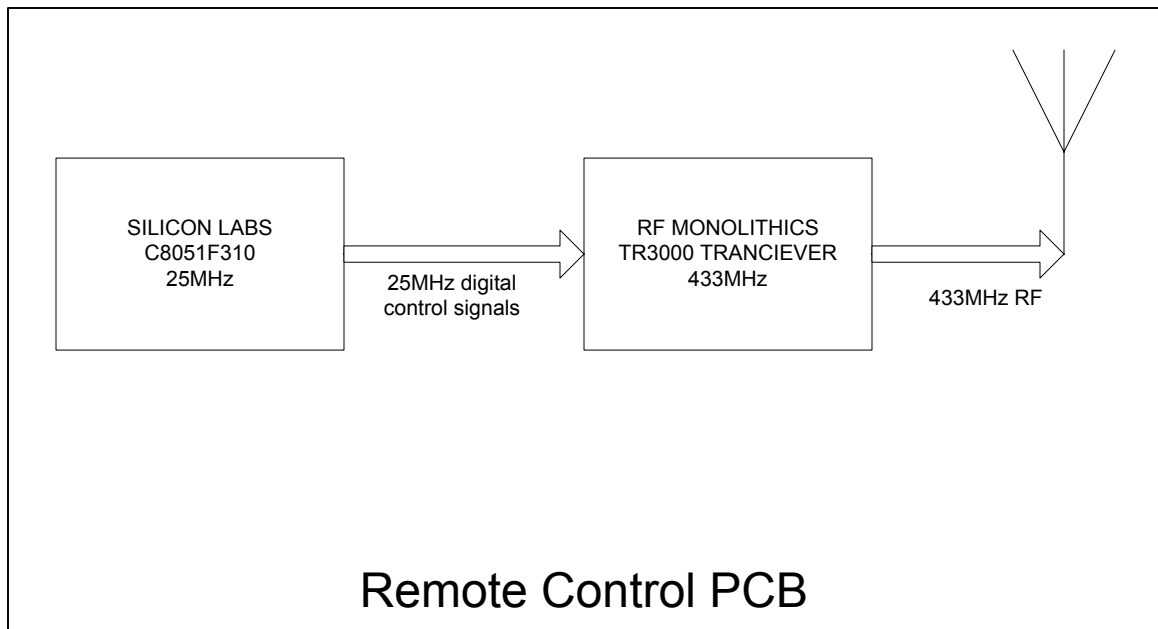 SILICON LABS
C8051F310
25MHz
25MHz digital
control signals
RF MONOLITHICS
TR3000 TRANCIEVER
433MHz
433MHz RF
Remote Control PCB